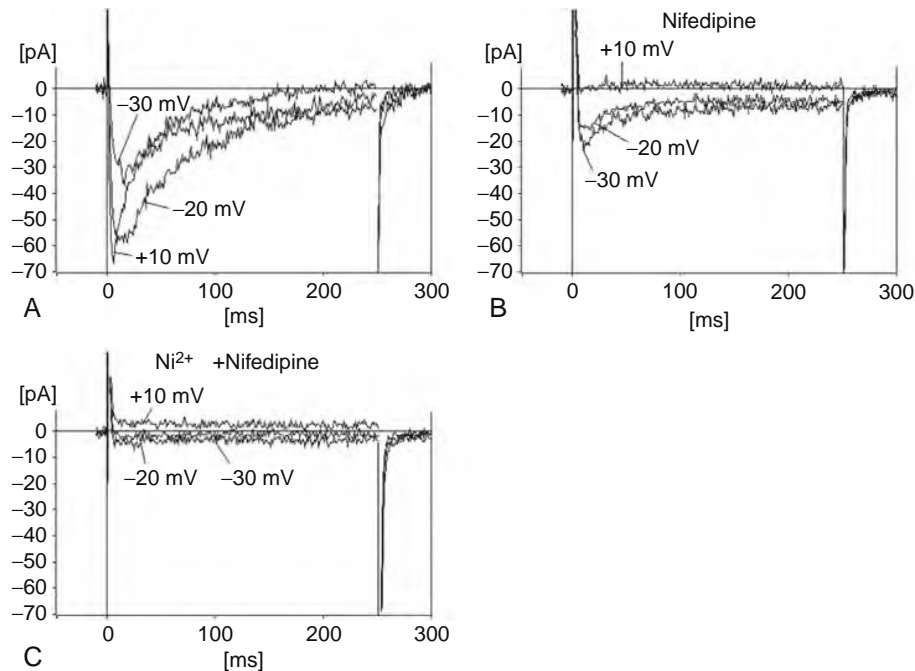 [pA]
0
−10
−20
−30
−40
−50
−60
−70
−30 mV
−20 mV
+10 mV
0 100 200 300
[ms]
A
Nifedipine
[pA]
0
−10
−20
−30
−40
−50
−60
−70
+10 mV
−20 mV
−30 mV
0 100 200 300
[ms]
B
Ni²⁺ +Nifedipine
[pA]
0
−10
−20
−30
−40
−50
−60
−70
+10 mV
−20 mV −30 mV
0 100 200 300
[ms]
C